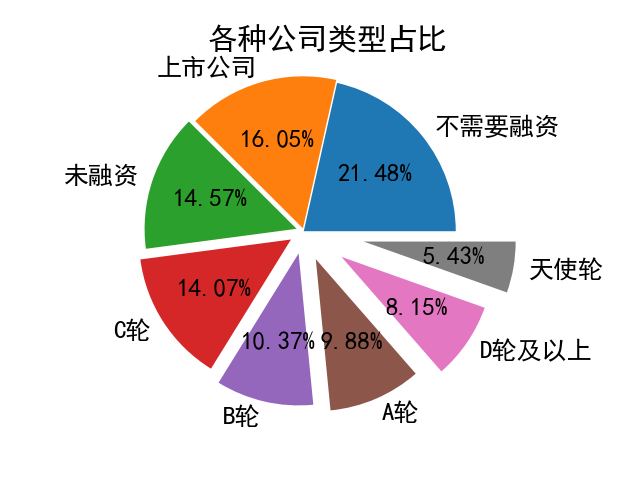 各种公司类型占比
上市公司
不需要融资
16.05%
21.48%
未融资
14.57%
5.43%
天使轮
14.07%
8.15%
C轮
10.37%
9.88%
D轮及以上
B轮
A轮